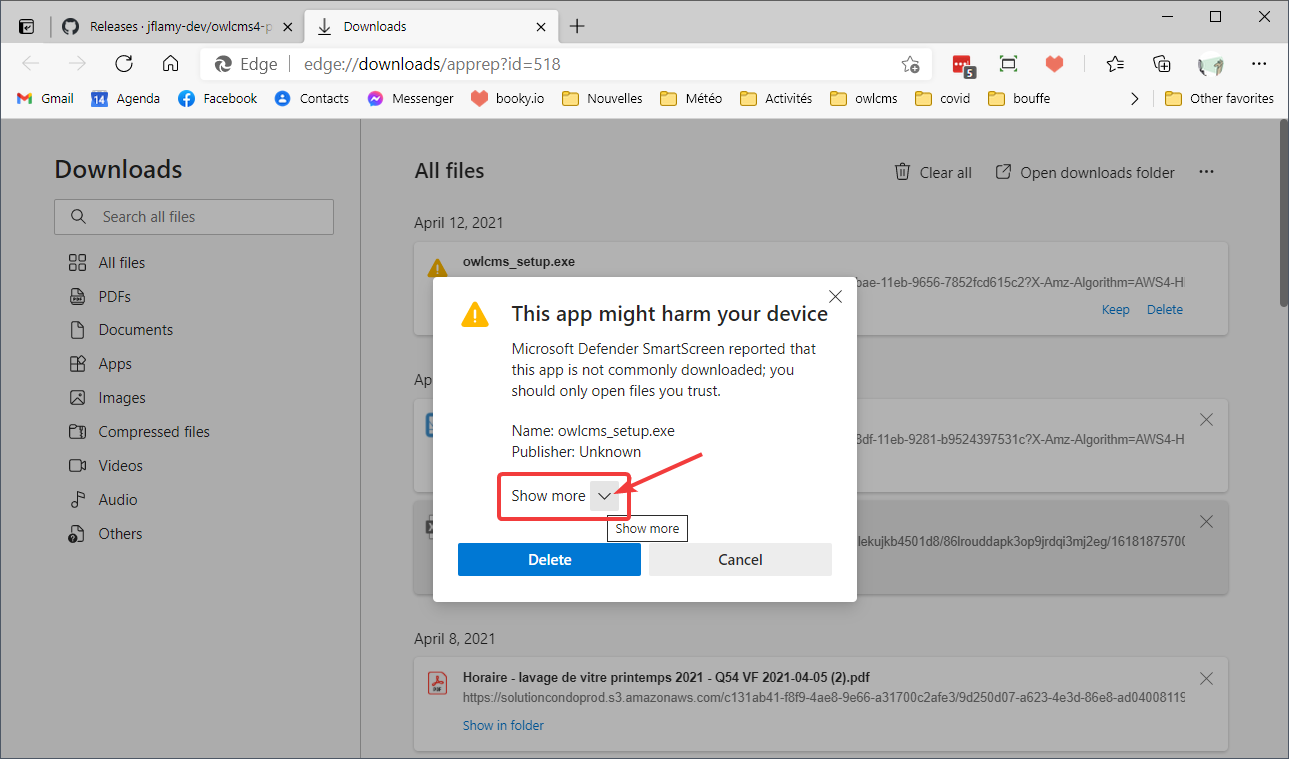 Releases · jflamy-dev/owlcms4-p
Downloads
Edge
edge://downloads/apprep?id=518
5
Gmail
14
Agenda
Facebook
Contacts
Messenger
booky.io
Nouvelles
Météo
Activités
owlcms
covid
bouffe
Other favorites
Downloads
Search all files
All files
PDFs
Documents
Apps
Images
Compressed files
Videos
Audio
Others
All files
Clear all
Open downloads folder
April 12, 2021
owlcms_setup.exe
bae-11eb-9656-7852fcd615c2?X-Amz-Algorithm=AWS4-H
Keep
Delete
Ap
8df-11eb-9281-b9524397531c?X-Amz-Algorithm=AWS4-H
lekujkb4501d8/86lrouddapk3op9jrdqi3mj2eg/16181875700
This app might harm your device
Microsoft Defender SmartScreen reported that
this app is not commonly downloaded; you
should only open files you trust.
Name: owlcms_setup.exe
Publisher: Unknown
Show more
Show more
Delete
Cancel
April 8, 2021
Horaire - lavage de vitre printemps 2021 - Q54 VF 2021-04-05 (2).pdf
https://solutioncondoprod.s3.amazonaws.com/c131ab41-f8f9-4ae8-9e66-a31700c2afe3/9d250d07-a623-4e3d-86e8-ad04008119
Show in folder